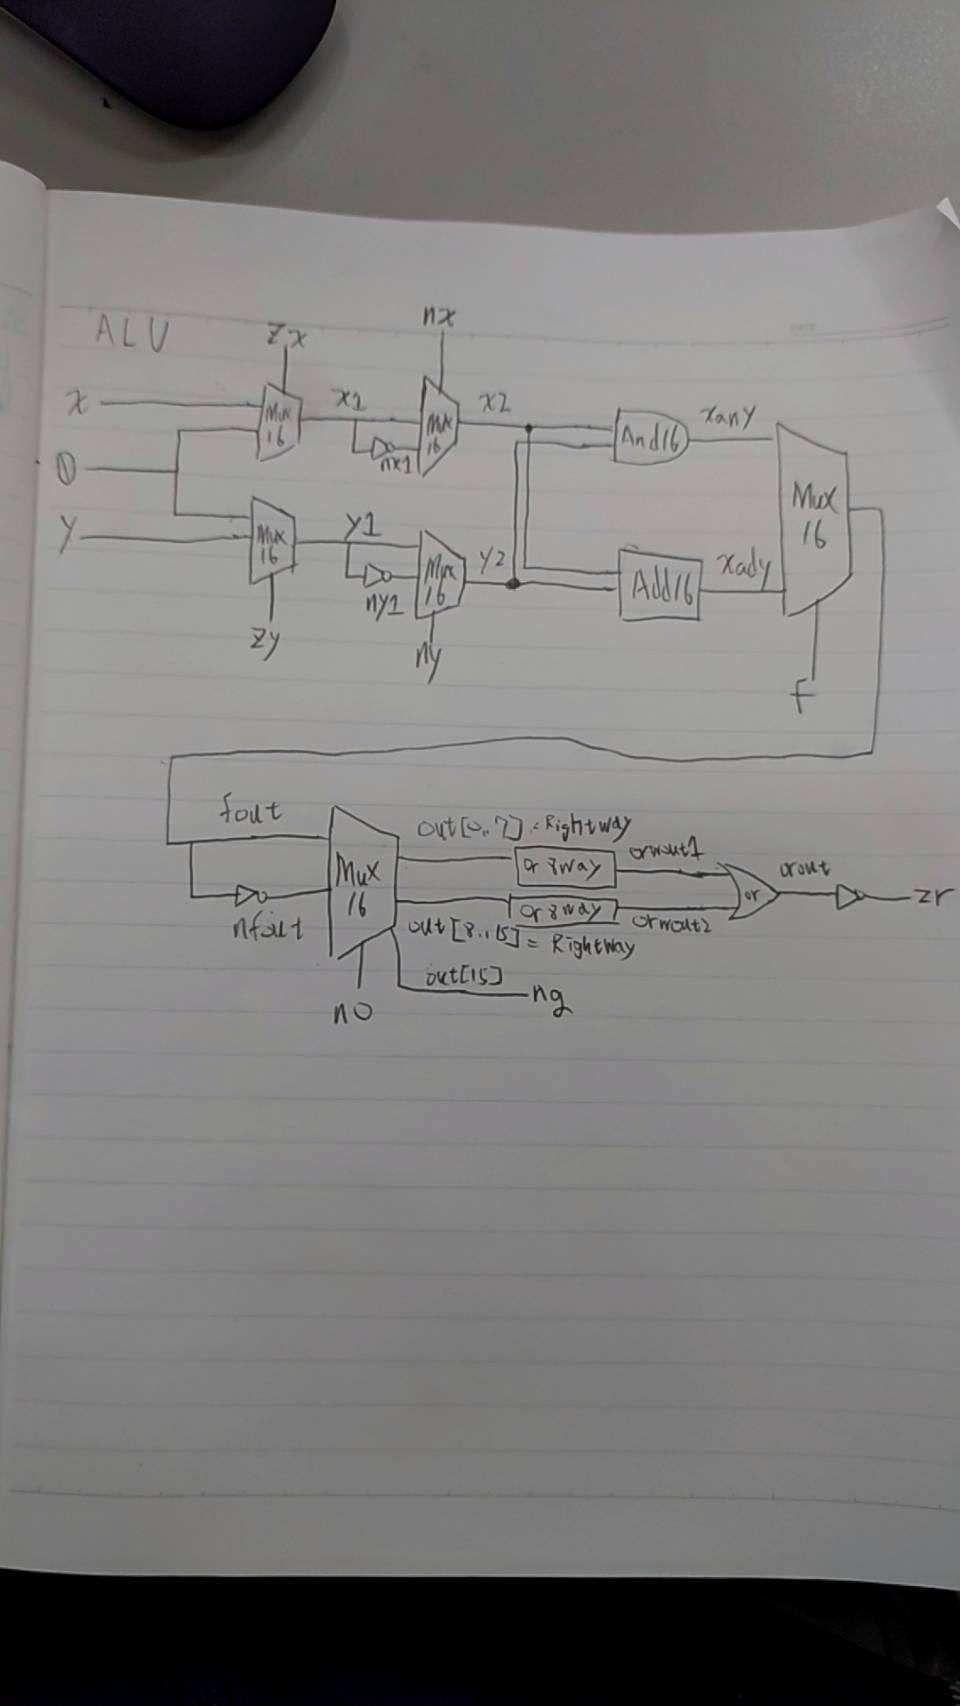 ALU
zx
nx
x
Mux 16
x1
nx1
Mux 16
x2
And16
xany
0
Mux 16
y
Mux 16
y1
ny1
Mux 16
y2
Add16
xady
zy
ny
f
fout
nfout
Mux 16
no
out[0..7]=Rightway
or 8way
orwout1
or
orout
zr
or 8way
orwout2
out[8..15]=Rightway
out[15]
ng